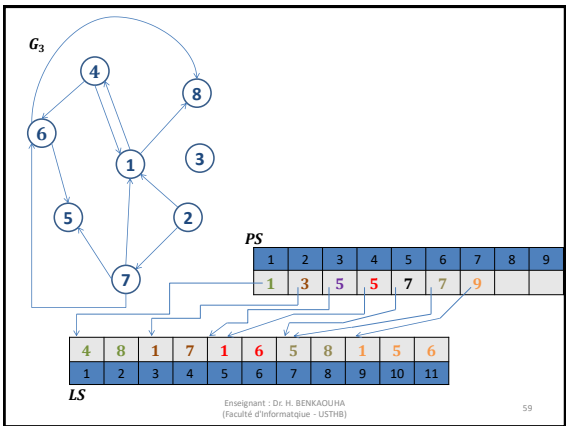 G₃
4
8
6
1
3
5
2
7
PS
1 2 3 4 5 6 7 8 9
1 3 5 5 7 7 9
4 8 1 7 1 6 5 8 1 5 6
1 2 3 4 5 6 7 8 9 10 11
LS
Enseignant : Dr. H. BENKAOUHA
(Faculté d'Informatqiue - USTHB)
59